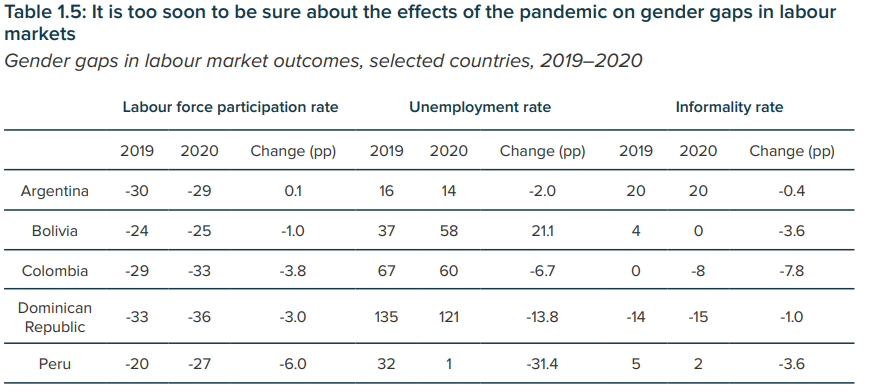 Table 1.5: It is too soon to be sure about the effects of the pandemic on gender gaps in labour
markets
Gender gaps in labour market outcomes, selected countries, 2019–2020
Labour force participation rate Unemployment rate Informality rate
2019 2020 Change (pp) 2019 2020 Change (pp) 2019 2020 Change (pp)
Argentina -30 -29 0.1 16 14 -2.0 20 20 -0.4
Bolivia -24 -25 -1.0 37 58 21.1 4 0 -3.6
Colombia -29 -33 -3.8 67 60 -6.7 0 -8 -7.8
Dominican
Republic -33 -36 -3.0 135 121 -13.8 -14 -15 -1.0
Peru -20 -27 -6.0 32 1 -31.4 5 2 -3.6